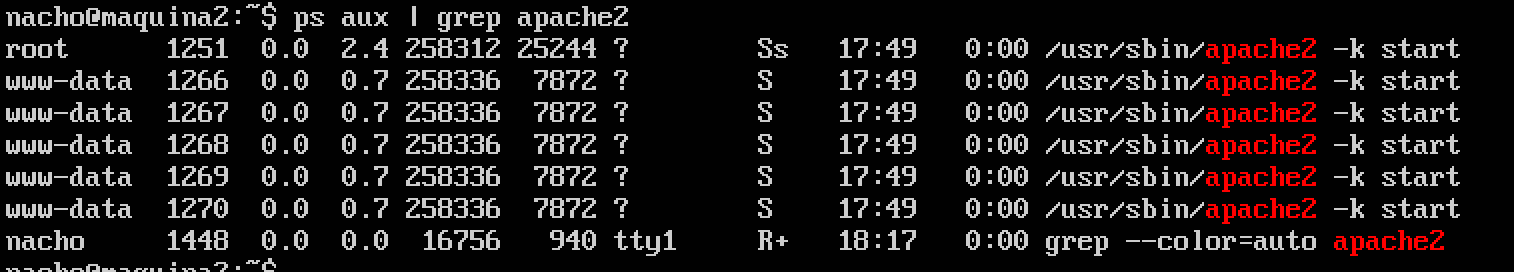 nacho@maquina2:~$ ps aux | grep apache2
root      1251  0.0  2.4 258312 25244 ?        Ss   17:49   0:00 /usr/sbin/apache2 -k start
www-data  1266  0.0  0.7 258336  7872 ?        S    17:49   0:00 /usr/sbin/apache2 -k start
www-data  1267  0.0  0.7 258336  7872 ?        S    17:49   0:00 /usr/sbin/apache2 -k start
www-data  1268  0.0  0.7 258336  7872 ?        S    17:49   0:00 /usr/sbin/apache2 -k start
www-data  1269  0.0  0.7 258336  7872 ?        S    17:49   0:00 /usr/sbin/apache2 -k start
www-data  1270  0.0  0.7 258336  7872 ?        S    17:49   0:00 /usr/sbin/apache2 -k start
nacho     1448  0.0  0.0  16756   940 tty1     R+   18:17   0:00 grep --color=auto apache2
nacho@maquina2:~$